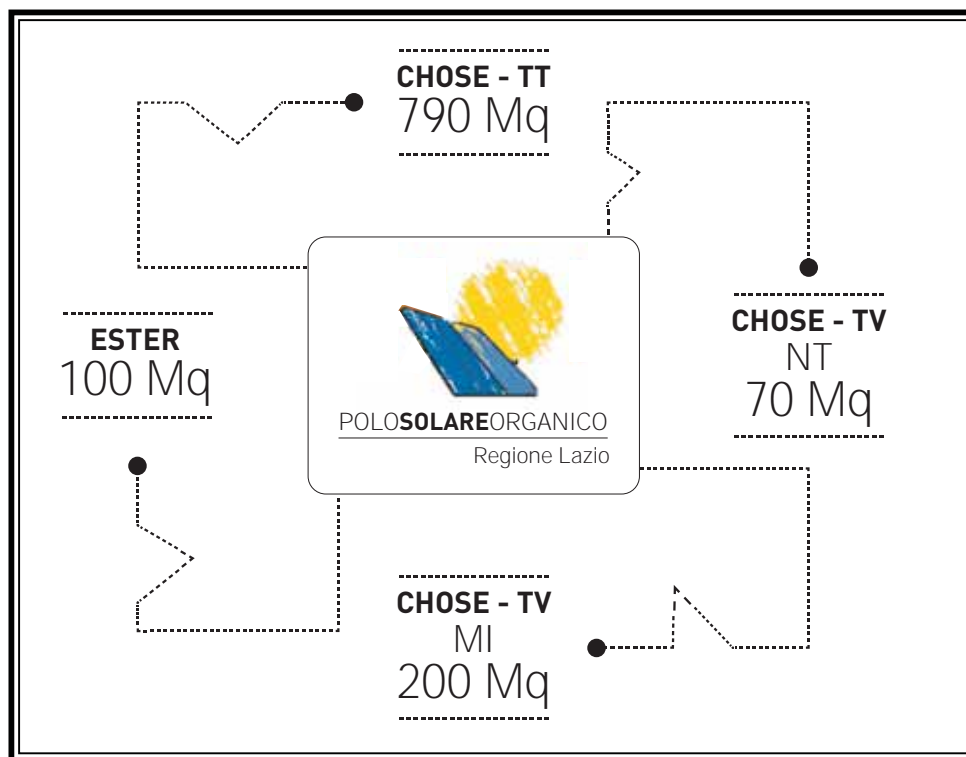 CHOSE - TT
790 Mq
ESTER
100 Mq
POLOSOLAREORGANICO
Regione Lazio
CHOSE - TV
NT
70 Mq
CHOSE - TV
MI
200 Mq